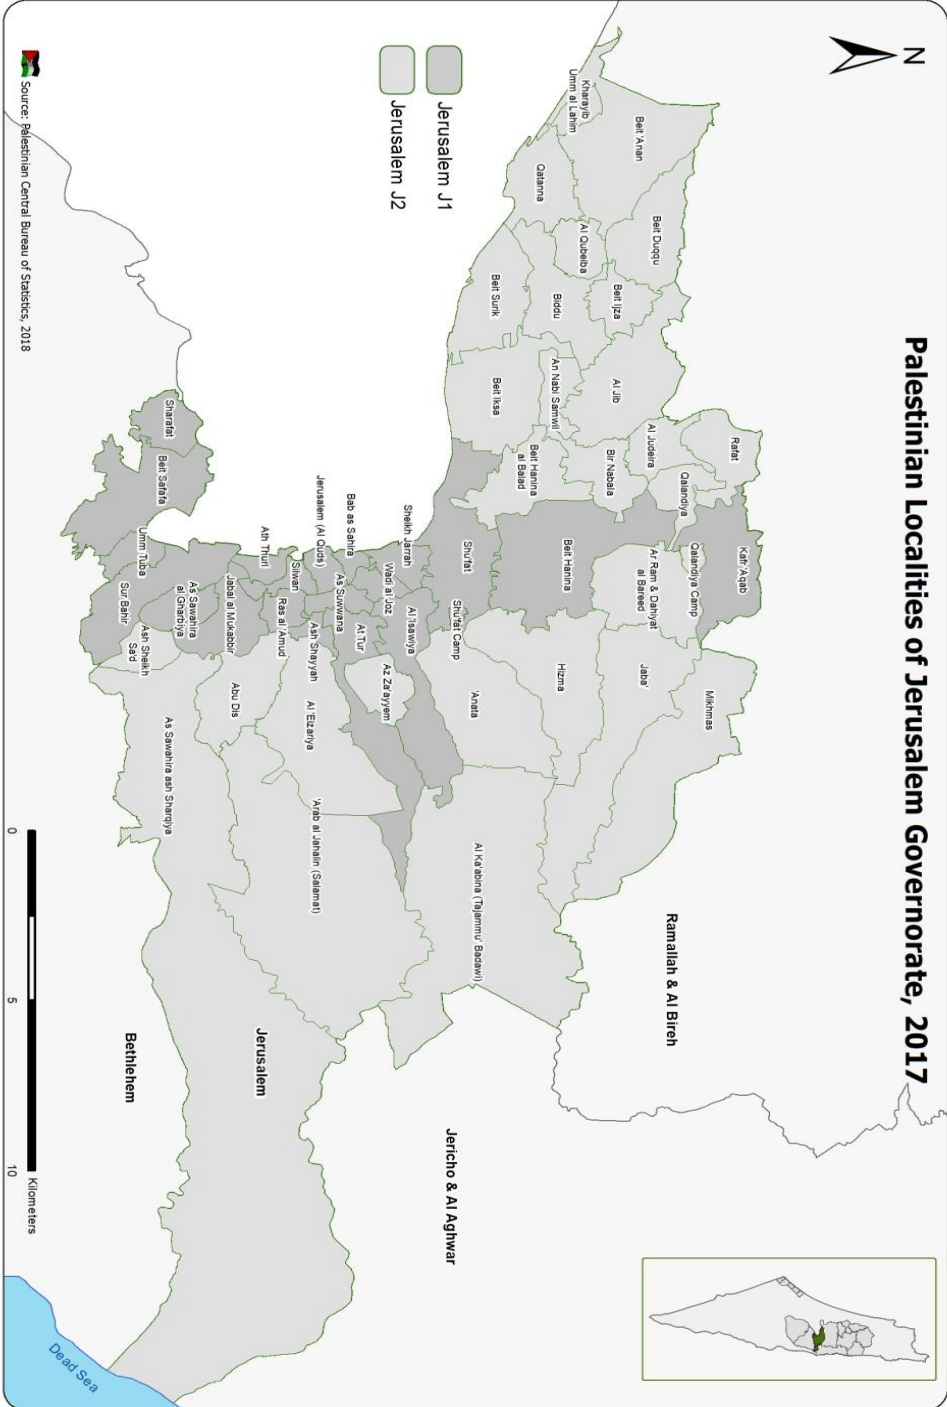 Palestinian Localities of Jerusalem Governorate, 2017
N
Jerusalem J1
Jerusalem J2
Ramallah & Al Bireh
Jericho & Al Aghwar
Jerusalem
Bethlehem
Dead Sea
Rafat
Kafr 'Aqab
Mikhmas
Qalandiya
Qalandiya Camp
Beit Duqqu
Beit 'Anan
Al Judeira
Ar Ram & Dahiyat
al Bareed
Jaba'
Beit Ijza
Al Jib
Bir Nabala
Kharayib
Umm al Lahim
Al Qubeiba
Biddu
An Nabi Samwil
Beit Hanina
Hizma
Beit Hanina
al Balad
Qatanna
Beit Surik
Beit Iksa
Shu'fat
Shu'fat Camp
'Anata
Al Ka'abina (Tajammu' Badawi)
Sheikh Jarrah
Al 'Isawiya
Wadi al Joz
Az Za'ayyem
Bab as Sahira
As Suwwana
At Tur
Jerusalem (Al Quds)
Ash Shayyah
Al 'Eizariya
'Arab al Jahalin (Salamat)
Silwan
Ras al 'Amud
Ath Thuri
Jabal al Mukabbir
Abu Dis
As Sawahira
al Gharbiya
As Sawahira ash Sharqiya
Sharafat
Beit Safafa
Umm Tuba
Ash Sheikh
Sa'd
Sur Bahir
0
5
10
Kilometers
Source: Palestinian Central Bureau of Statistics, 2018